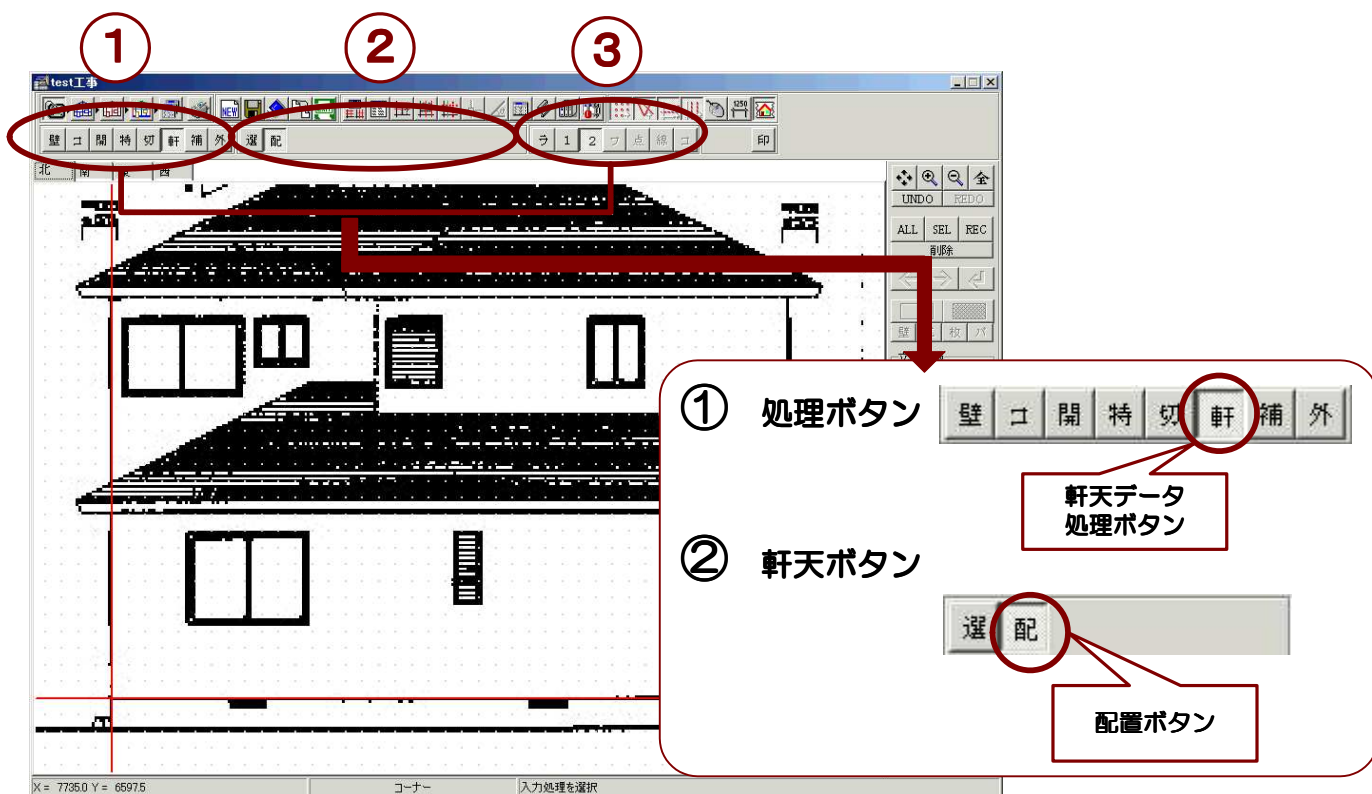 ① ② ③
test工事
NEW 1250
壁 コ 開 特 切 軒 補 外 選 配 ラ 1 2 ワ 点 線 コ 印
北 南 東 西
全
UNDO REDO
ALL SEL REC
削除
壁 枚 パ
① 処理ボタン 壁 コ 開 特 切 軒 補 外
軒天データ
処理ボタン
② 軒天ボタン
選 配
配置ボタン
X = 7735.0 Y = 6597.5 コーナー 入力処理を選択